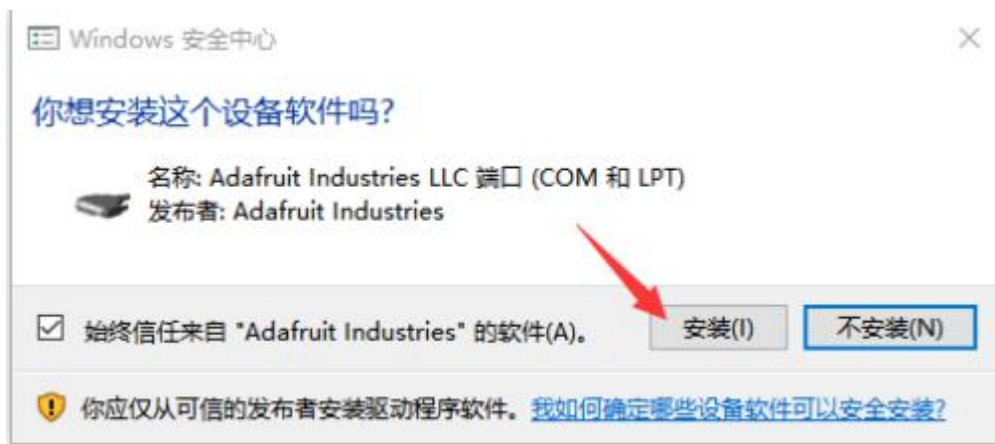 Windows 安全中心
你想安装这个设备软件吗?
名称: Adafruit Industries LLC 端口 (COM 和 LPT)
发布者: Adafruit Industries
始终信任来自 "Adafruit Industries" 的软件(A)。
安装(I)
不安装(N)
你应仅从可信的发布者安装驱动程序软件。我如何确定哪些设备软件可以安全安装?